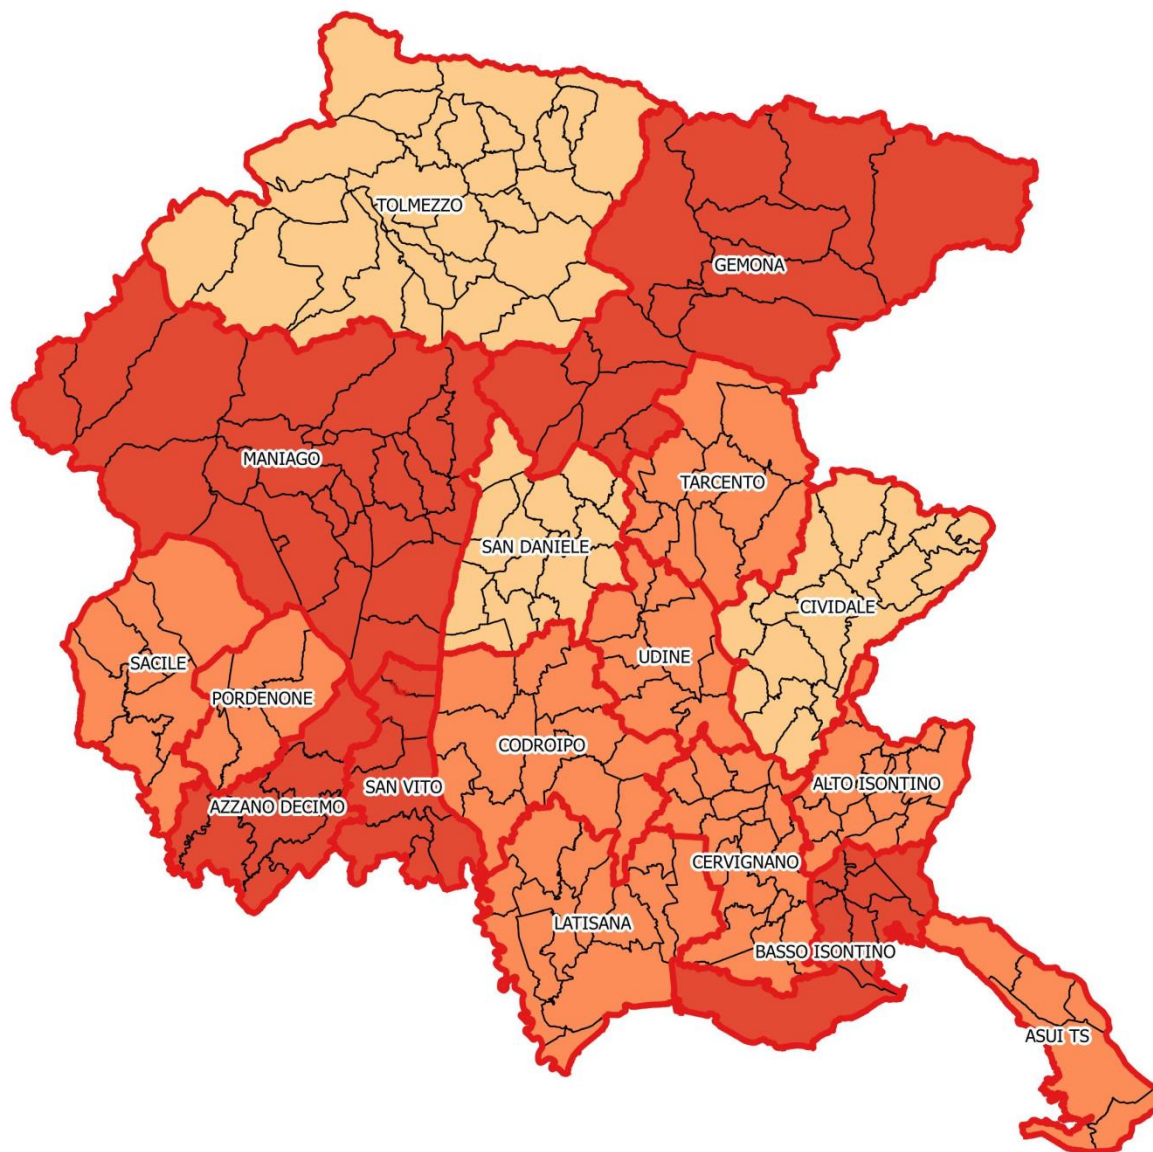 TOLMEZZO
GEMONA
MANIAGO
TARCENTO
SAN DANIELE
CIVIDALE
SACILE
UDINE
PORDENONE
CODROIPO
ALTO ISONTINO
SAN VITO
AZZANO DECIMO
CERVIGNANO
LATISANA
BASSO ISONTINO
ASUI TS